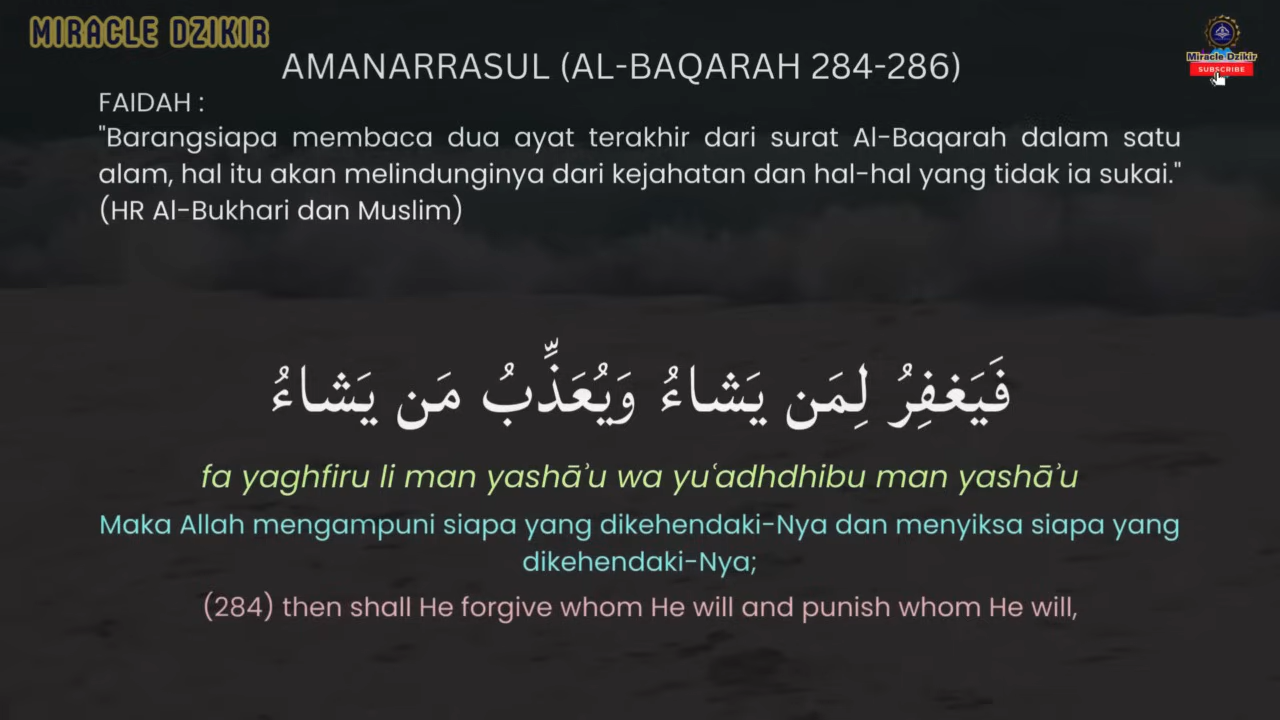 MIRACLE DZIKIR
Miracle Dzikir
SUBSCRIBE
AMANARRASUL (AL-BAQARAH 284-286)
FAIDAH :
"Barangsiapa membaca dua ayat terakhir dari surat Al-Baqarah dalam satu
alam, hal itu akan melindunginya dari kejahatan dan hal-hal yang tidak ia sukai."
(HR Al-Bukhari dan Muslim)
فَيَغفِرُ لِمَن يَشاءُ وَيُعَذِّبُ مَن يَشاءُ
fa yaghfiru li man yashāʾu wa yuʿadhdhibu man yashāʾu
Maka Allah mengampuni siapa yang dikehendaki-Nya dan menyiksa siapa yang
dikehendaki-Nya;
(284) then shall He forgive whom He will and punish whom He will,